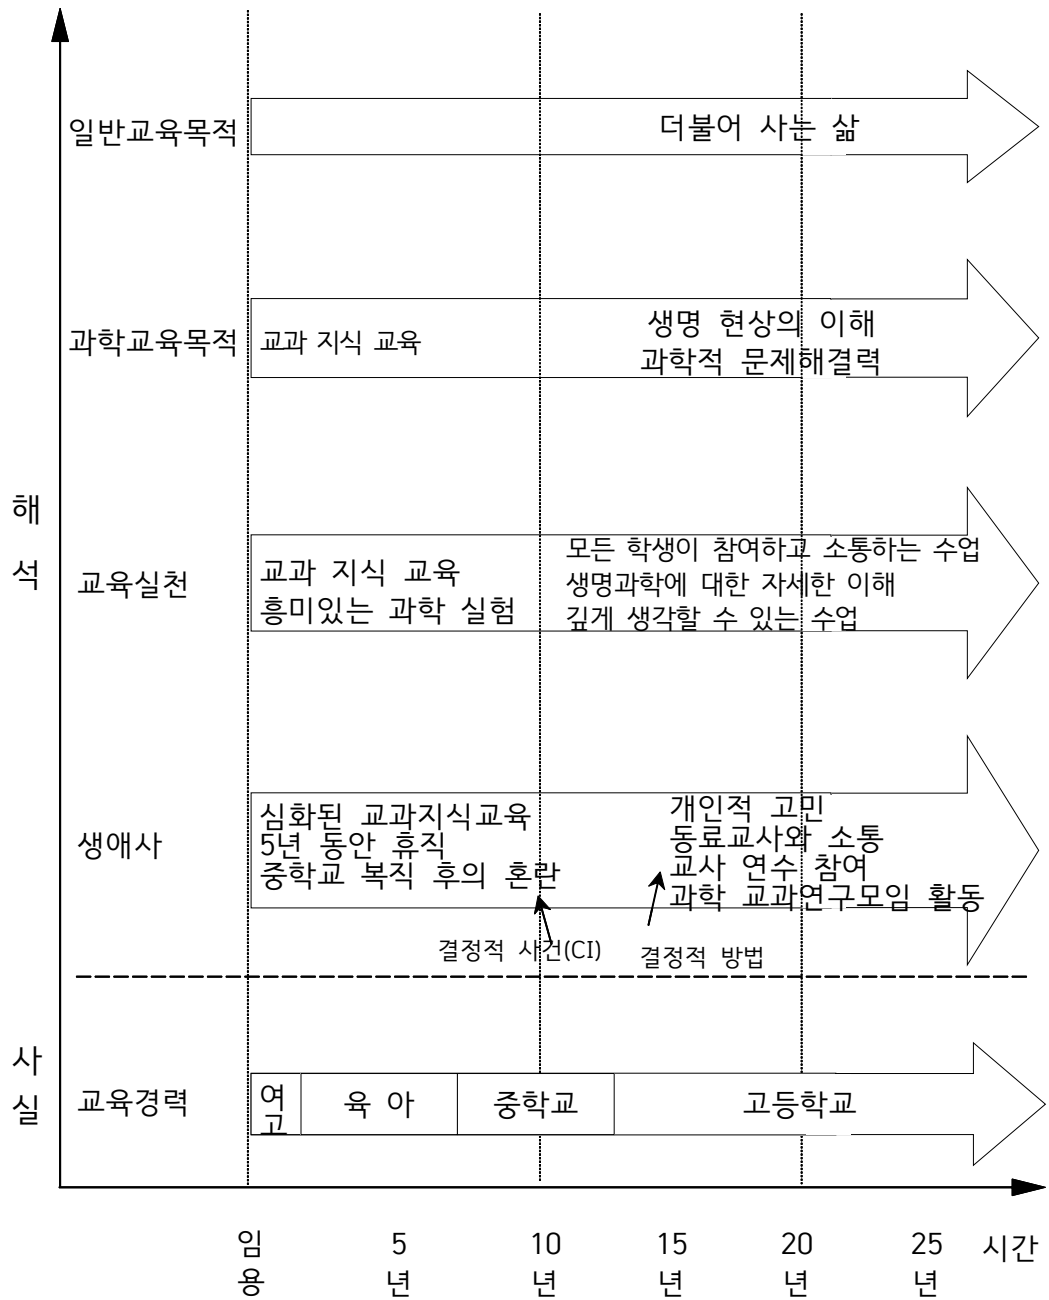 일반교육목적
더불어 사는 삶
과학교육목적
교과 지식 교육
생명 현상의 이해
과학적 문제해결력
해
석
교육실천
교과 지식 교육
흥미있는 과학 실험
모든 학생이 참여하고 소통하는 수업
생명과학에 대한 자세한 이해
깊게 생각할 수 있는 수업
생애사
심화된 교과지식교육
5년 동안 휴직
중학교 복직 후의 혼란
개인적 고민
동료교사와 소통
교사 연수 참여
과학 교과연구모임 활동
결정적 사건(CI)
결정적 방법
사
실
교육경력
여
고
육 아
중학교
고등학교
임
용
5
년
10
년
15
년
20
년
25
년
시간